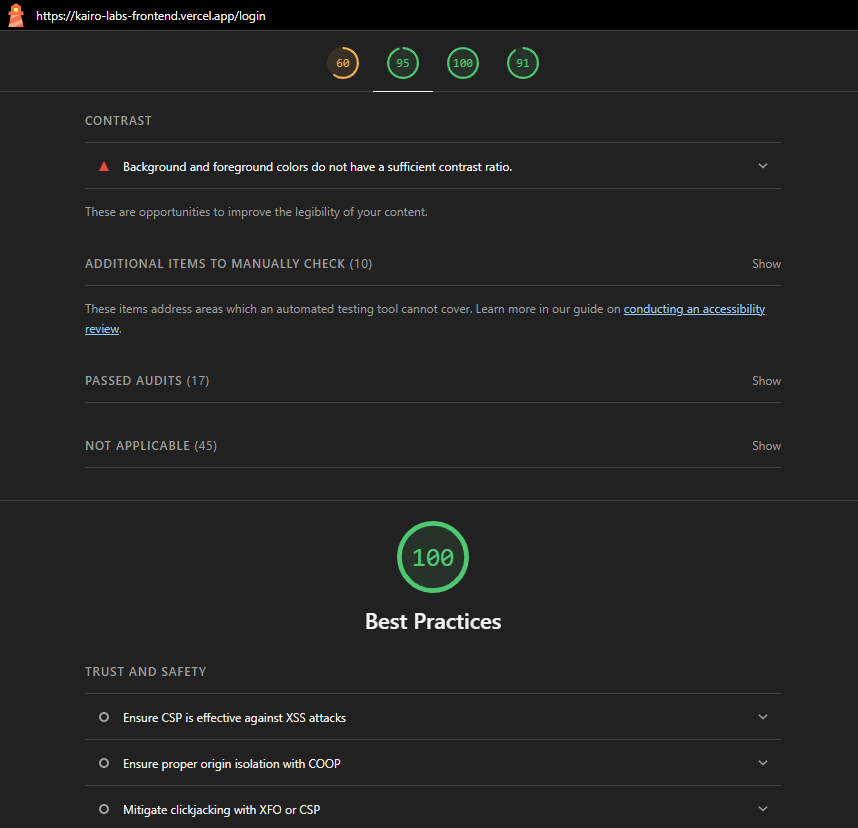 https://kairo-labs-frontend.vercel.app/login
60 95 100 91
CONTRAST
Background and foreground colors do not have a sufficient contrast ratio.
These are opportunities to improve the legibility of your content.
ADDITIONAL ITEMS TO MANUALLY CHECK (10) Show
These items address areas which an automated testing tool cannot cover. Learn more in our guide on conducting an accessibility
review.
PASSED AUDITS (17) Show
NOT APPLICABLE (45) Show
100
Best Practices
TRUST AND SAFETY
Ensure CSP is effective against XSS attacks
Ensure proper origin isolation with COOP
Mitigate clickjacking with XFO or CSP